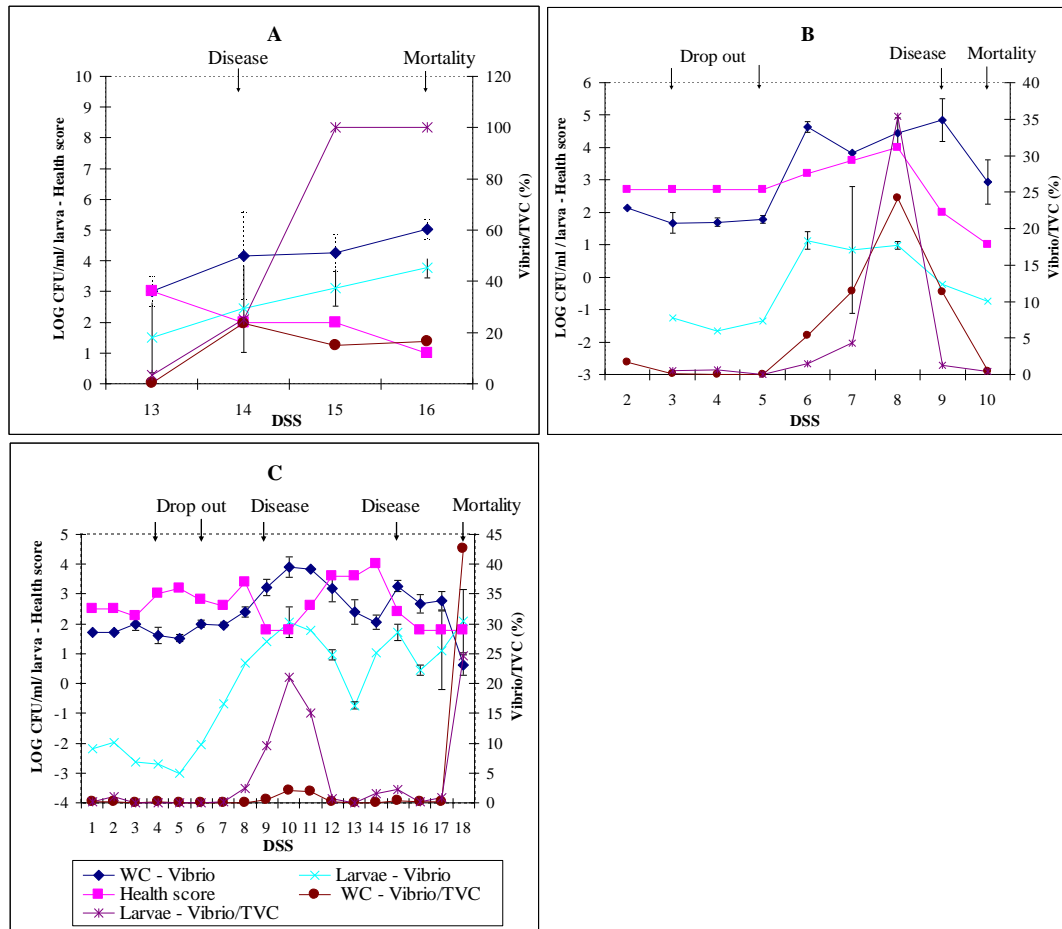 A
Disease Mortality
LOG CFU/ml/ larva - Health score
10
9
8
7
6
5
4
3
2
1
0
120
100
80
60
40
20
0
Vibrio/TVC (%)
13 14 15 16
DSS
B
Drop out Disease Mortality
LOG CFU/ml / larva - Health score
6
5
4
3
2
1
0
-1
-2
-3
40
35
30
25
20
15
10
5
0
Vibrio/TVC (%)
2 3 4 5 6 7 8 9 10
DSS
C
Drop out Disease Disease Mortality
LOG CFU/ml/ larva - Health score
5
4
3
2
1
0
-1
-2
-3
-4
45
40
35
30
25
20
15
10
5
0
Vibrio/TVC (%)
1 2 3 4 5 6 7 8 9 10 11 12 13 14 15 16 17 18
DSS
WC - Vibrio Larvae - Vibrio
Health score WC - Vibrio/TVC
Larvae - Vibrio/TVC